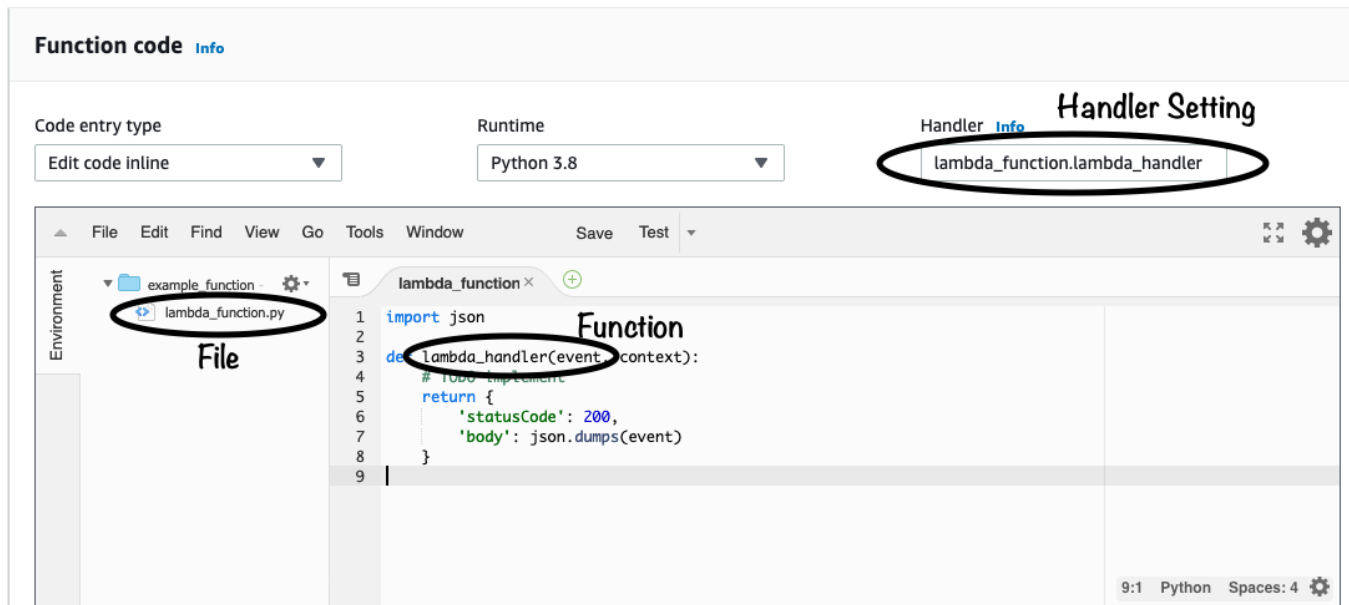 Function code Info
Handler Setting
Code entry type Runtime Handler Info
Edit code inline Python 3.8 lambda_function.lambda_handler
File Edit Find View Go Tools Window Save Test
Environment
example_function -
lambda_function.py
File
lambda_function ×
Function
1 import json
2
3 def lambda_handler(event, context):
4 # TODO implement
5 return {
6 'statusCode': 200,
7 'body': json.dumps(event)
8 }
9
9:1 Python Spaces: 4